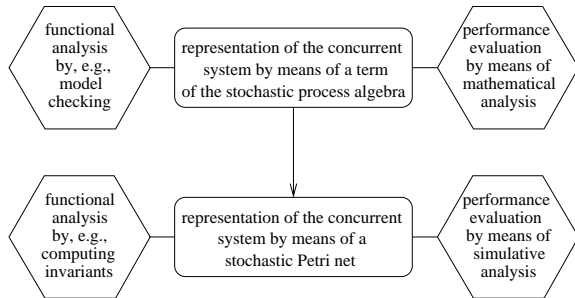 functional
analysis
by, e.g.,
model
checking
representation of the concurrent
system by means of a term
of the stochastic process algebra
performance
evaluation
by means of
mathematical
analysis
functional
analysis
by, e.g.,
computing
invariants
representation of the concurrent
system by means of a
stochastic Petri net
performance
evaluation
by means of
simulative
analysis